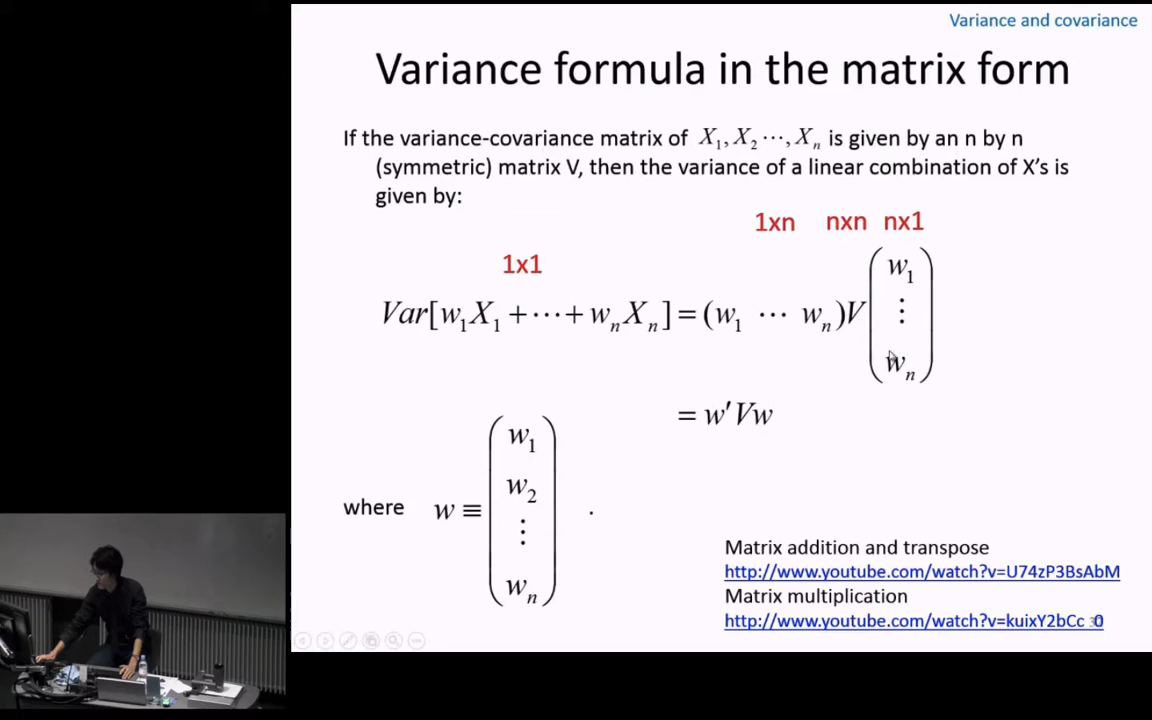 Variance and covariance
Variance formula in the matrix form
If the variance-covariance matrix of X₁, X₂ ⋯, Xₙ is given by an n by n
(symmetric) matrix V, then the variance of a linear combination of X's is
given by:
1xn nxn nx1
1x1
Var[w₁X₁ + ⋯ + wₙXₙ] = (w₁ ⋯ wₙ)V (w₁ ⋮ wₙ)
= w′Vw
where w ≡ (w₁ w₂ ⋮ wₙ) .
Matrix addition and transpose
http://www.youtube.com/watch?v=U74zP3BsAbM
Matrix multiplication
http://www.youtube.com/watch?v=kuixY2bCc_0